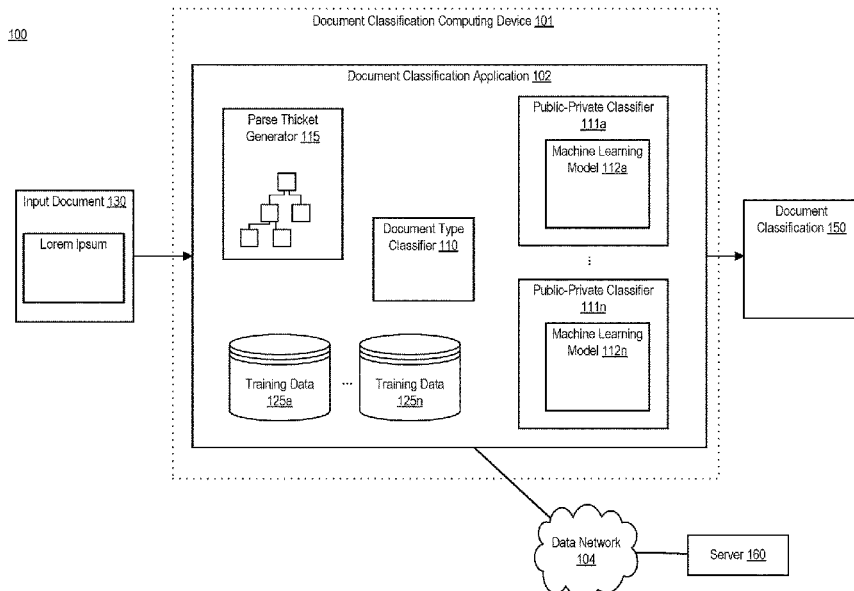 100
Document Classification Computing Device 101
Document Classification Application 102
Parse Thicket
Generator 115
Public-Private Classifier
111a
Machine Learning
Model 112a
Input Document 130
Lorem Ipsum
Document Type
Classifier 110
Document
Classification 150
...
Public-Private Classifier
111n
Machine Learning
Model 112n
Training Data
125a
...
Training Data
125n
Data Network
104
Server 160